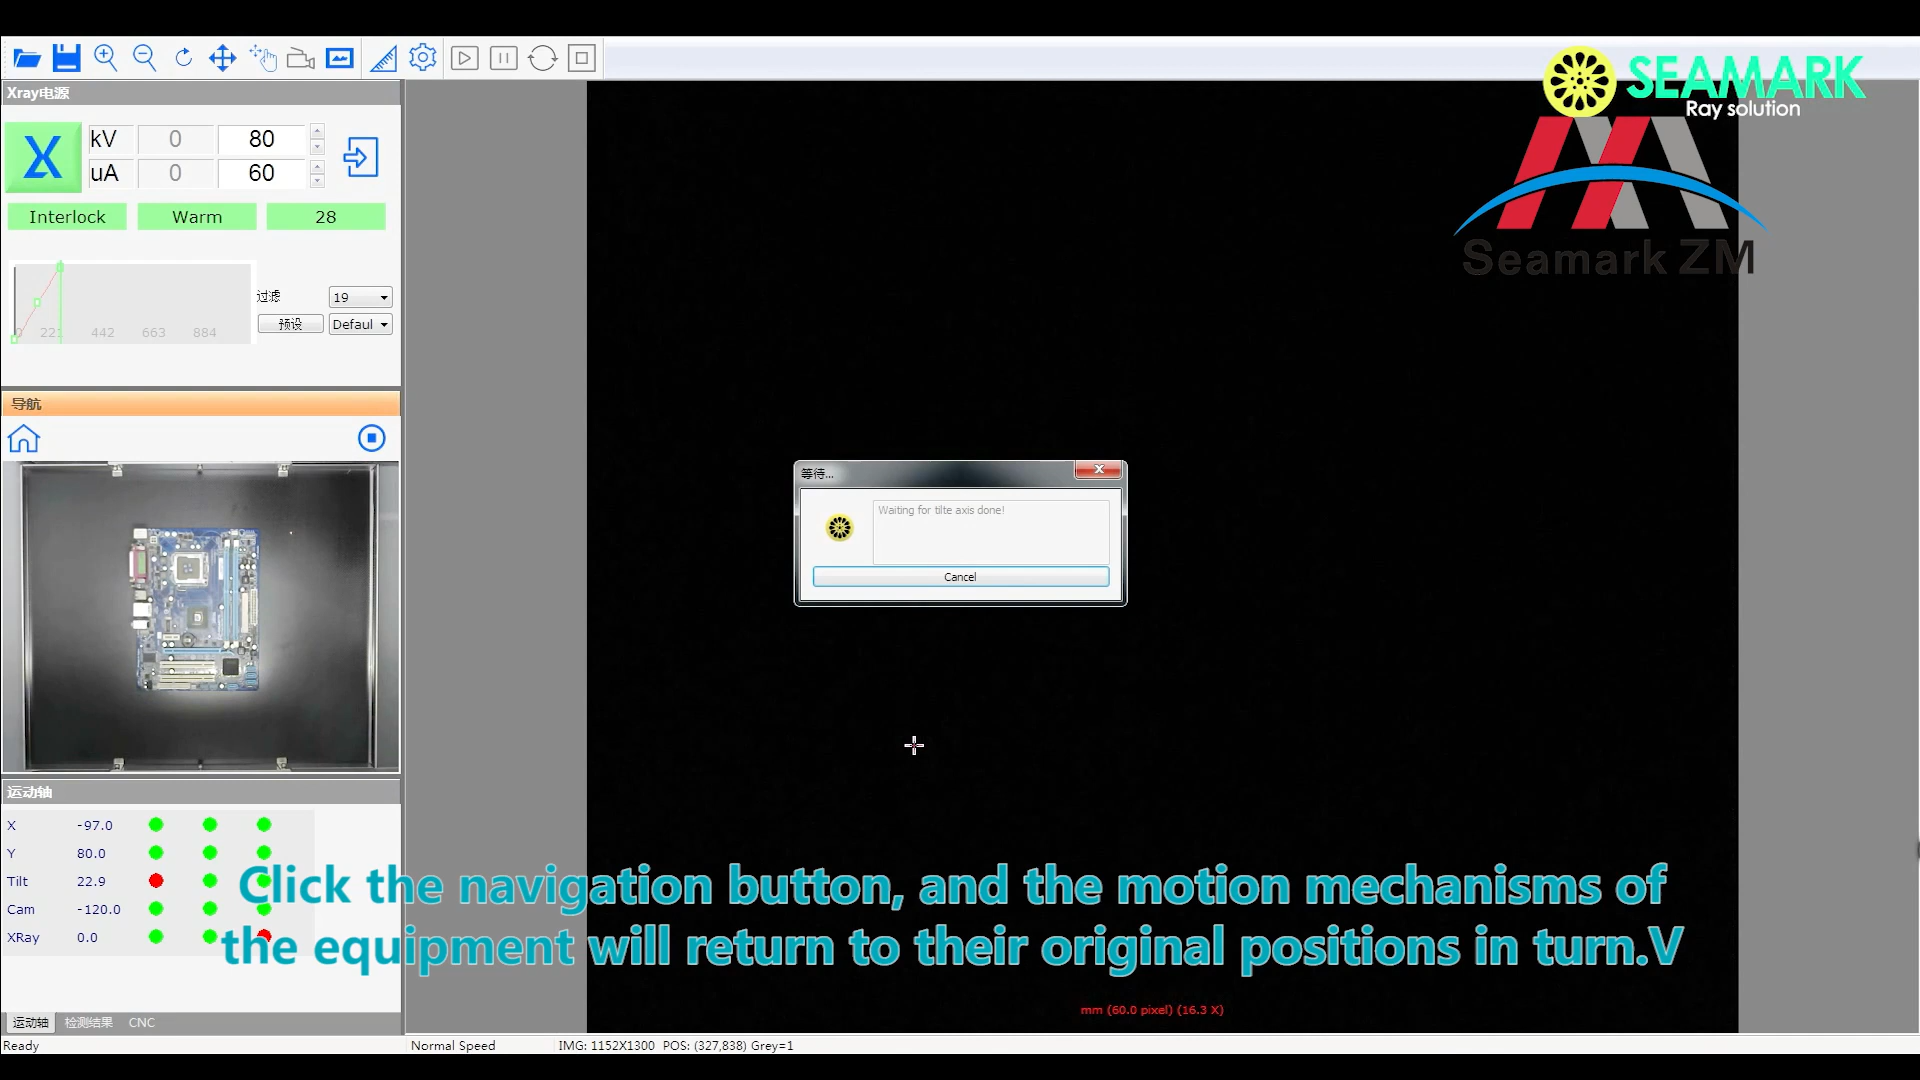 SEAMARK
Ray solution
Seamark ZM
Xray电源
X
kV 0 80
uA 0 60
Interlock Warm 28
过滤 19
预设 Defaul
0 221 442 663 884
导航
等待...
X
Waiting for tilte axis done!
Cancel
运动轴
X -97.0
Y 80.0
Tilt 22.9
Cam -120.0
XRay 0.0
Click the navigation button, and the motion mechanisms of
the equipment will return to their original positions in turn.V
mm (60.0 pixel) (16.3 X)
运动轴 检测结果 CNC
Ready Normal Speed IMG: 1152X1300 POS: (327,838) Grey=1